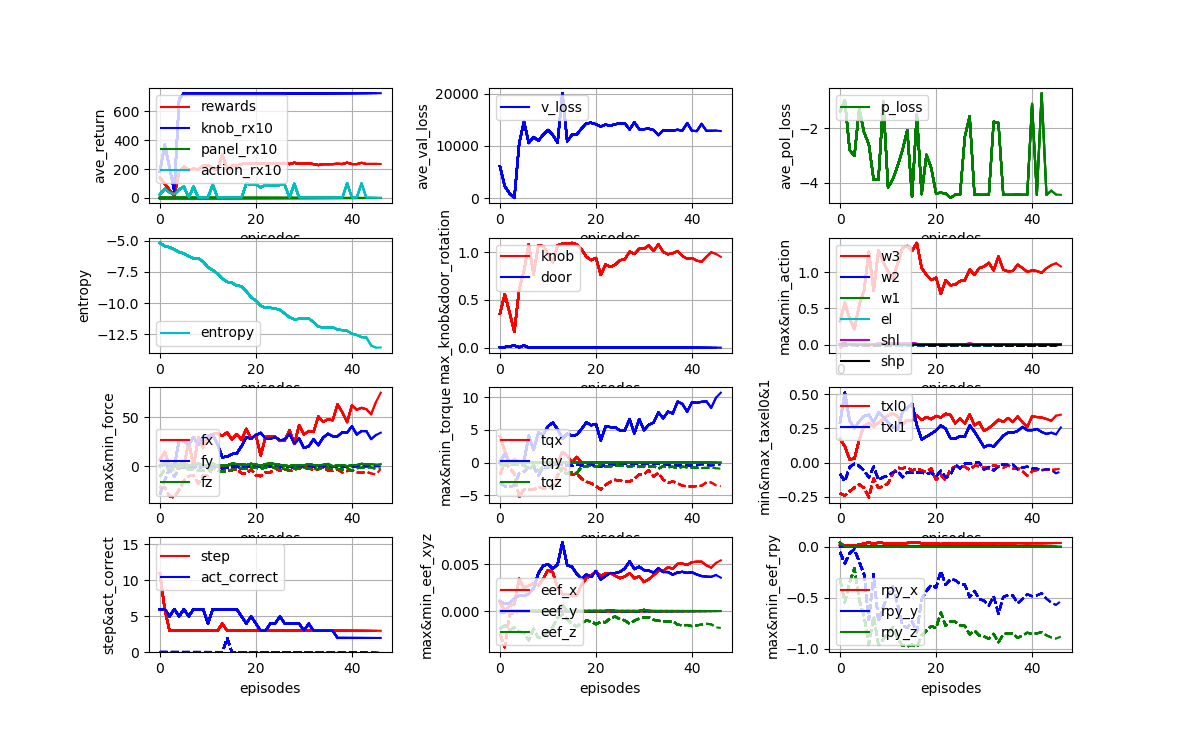 ave_return
600
400
200
0
rewards
knob_rx10
panel_rx10
action_rx10
0
20
40
episodes
ave_val_loss
20000
10000
0
v_loss
0
20
40
ave_pol_loss
−2
−4
p_loss
0
20
40
entropy
−5.0
−7.5
−10.0
−12.5
entropy
0
20
40
episodes
max_knob&door_rotation
1.0
0.5
0.0
knob
door
0
20
40
episodes
max&min_action
1.0
0.5
0.0
w3
w2
w1
el
shl
shp
0
20
40
episodes
max&min_force
50
0
fx
fy
fz
0
20
40
episodes
max&min_torque
10
5
0
−5
tqx
tqy
tqz
0
20
40
episodes
min&max_taxel0&1
0.50
0.25
0.00
−0.25
txl0
txl1
0
20
40
episodes
step&act_correct
15
10
5
0
step
act_correct
0
20
40
episodes
max&min_eef_xyz
0.005
0.000
eef_x
eef_y
eef_z
0
20
40
episodes
max&min_eef_rpy
0.0
−0.5
−1.0
rpy_x
rpy_y
rpy_z
0
20
40
episodes